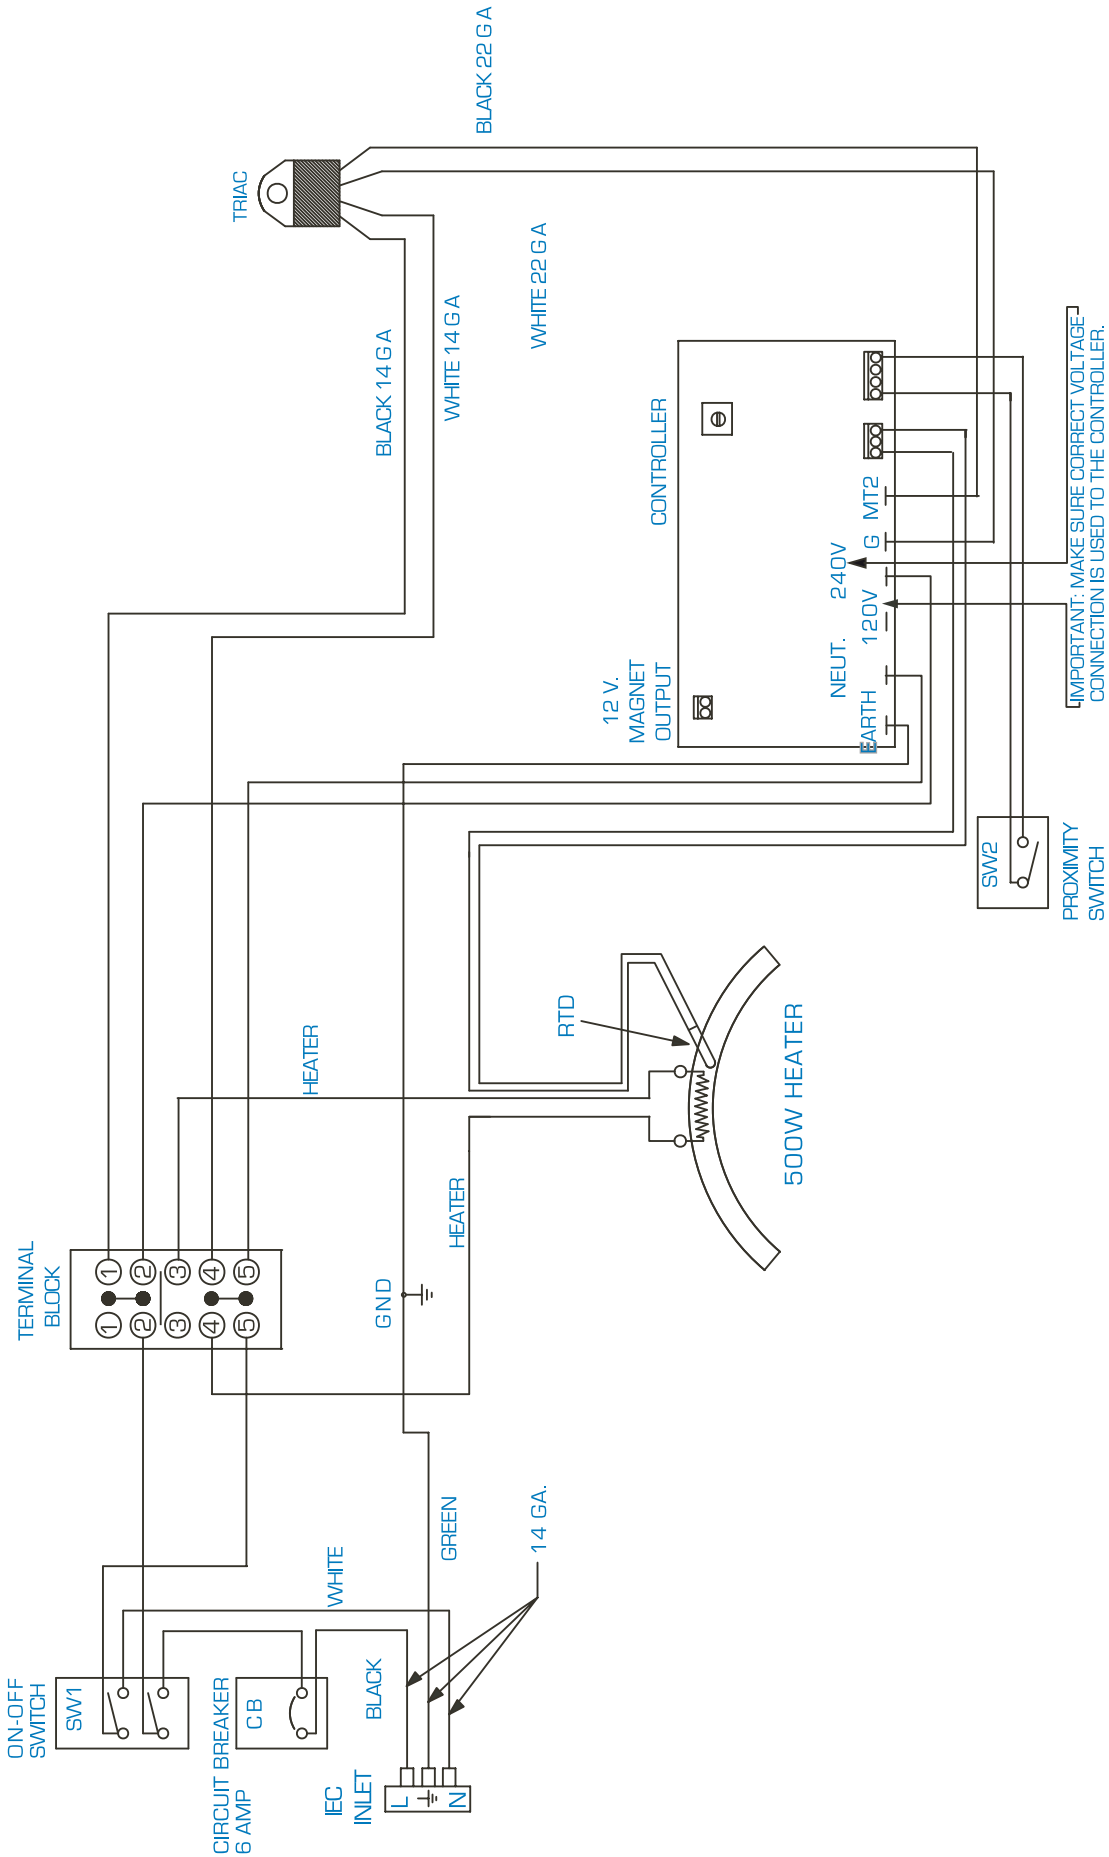 ON-OFF
SWITCH
SW1
CIRCUIT BREAKER
6 AMP
CB
IEC
INLET
L
N
BLACK
WHITE
GREEN
14 GA.
TERMINAL
BLOCK
1 1
2 2
3 3
4 4
5 5
GND
HEATER
HEATER
RTD
500W HEATER
TRIAC
BLACK 14 GA
WHITE 14 GA
BLACK 22 GA
WHITE 22 GA
12 V.
MAGNET
OUTPUT
CONTROLLER
EARTH
NEUT.
120V
240V
G
MT2
SW2
PROXIMITY
SWITCH
IMPORTANT: MAKE SURE CORRECT VOLTAGE
CONNECTION IS USED TO THE CONTROLLER.